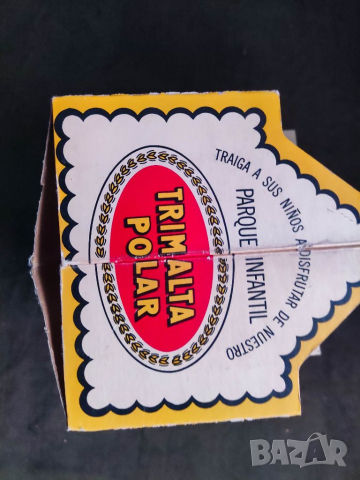 TRAIGA A SUS NIÑOS A DISFRUTAR DE NUESTRO
PARQUE INFANTIL
TRIMALTA
POLAR
BAZAR